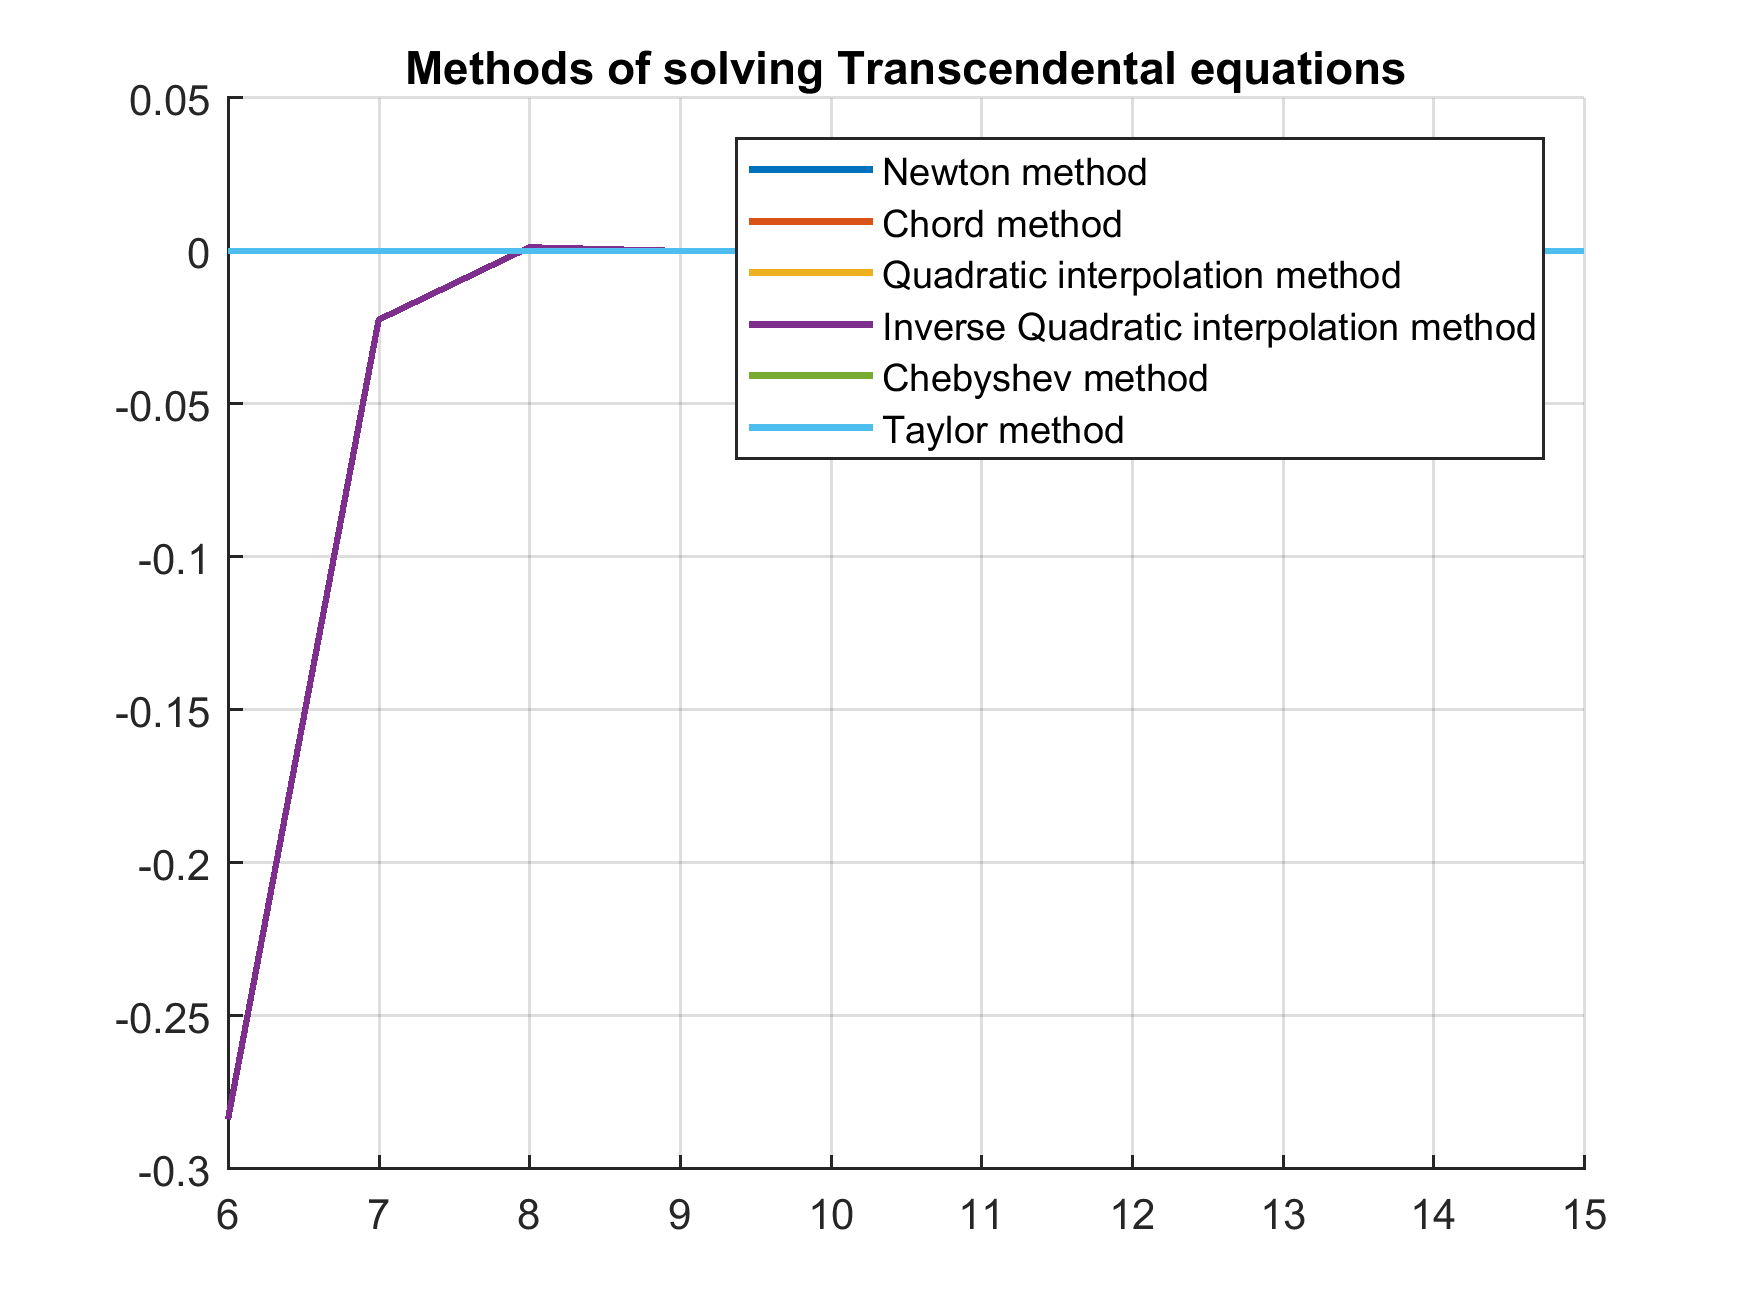 Methods of solving Transcendental equations
0.05
0
-0.05
-0.1
-0.15
-0.2
-0.25
-0.3
Newton method
Chord method
Quadratic interpolation method
Inverse Quadratic interpolation method
Chebyshev method
Taylor method
6 7 8 9 10 11 12 13 14 15